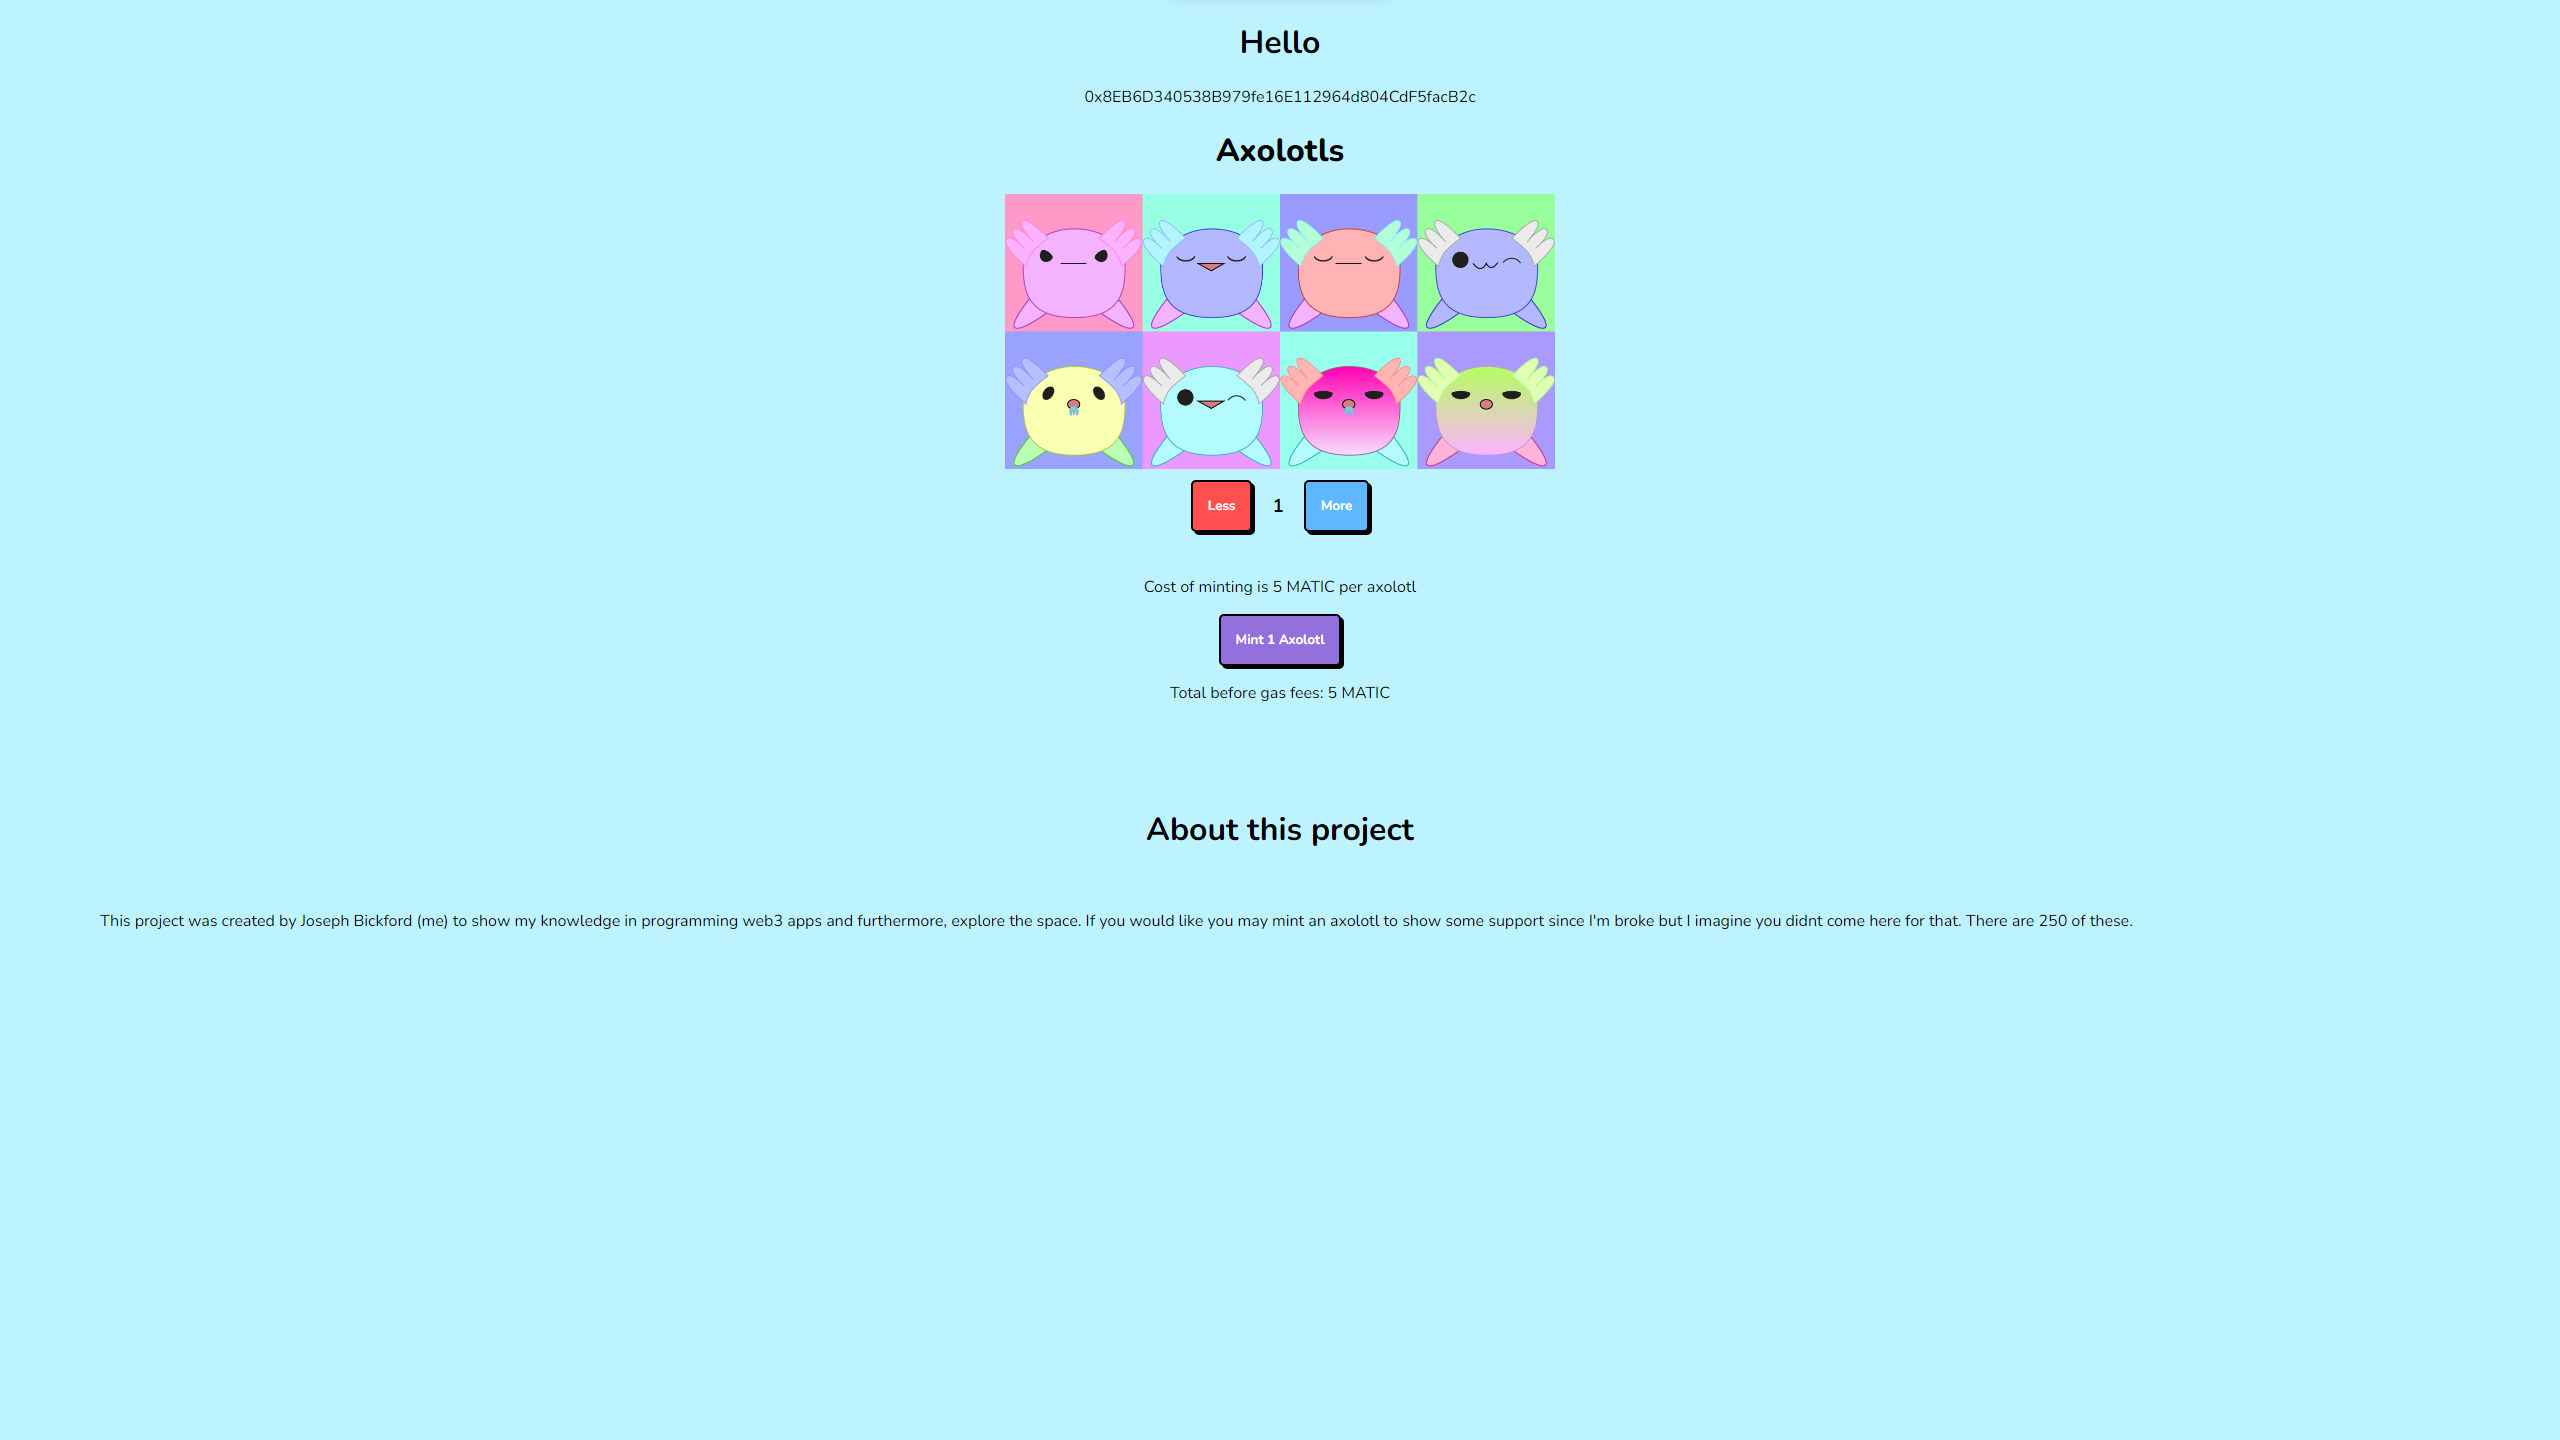 Hello
0x8EB6D340538B979fe16E112964d804CdF5facB2c
Axolotls
Less 1 More
Cost of minting is 5 MATIC per axolotl
Mint 1 Axolotl
Total before gas fees: 5 MATIC
About this project
This project was created by Joseph Bickford (me) to show my knowledge in programming web3 apps and furthermore, explore the space. If you would like you may mint an axolotl to show some support since I'm broke but I imagine you didnt come here for that. There are 250 of these.